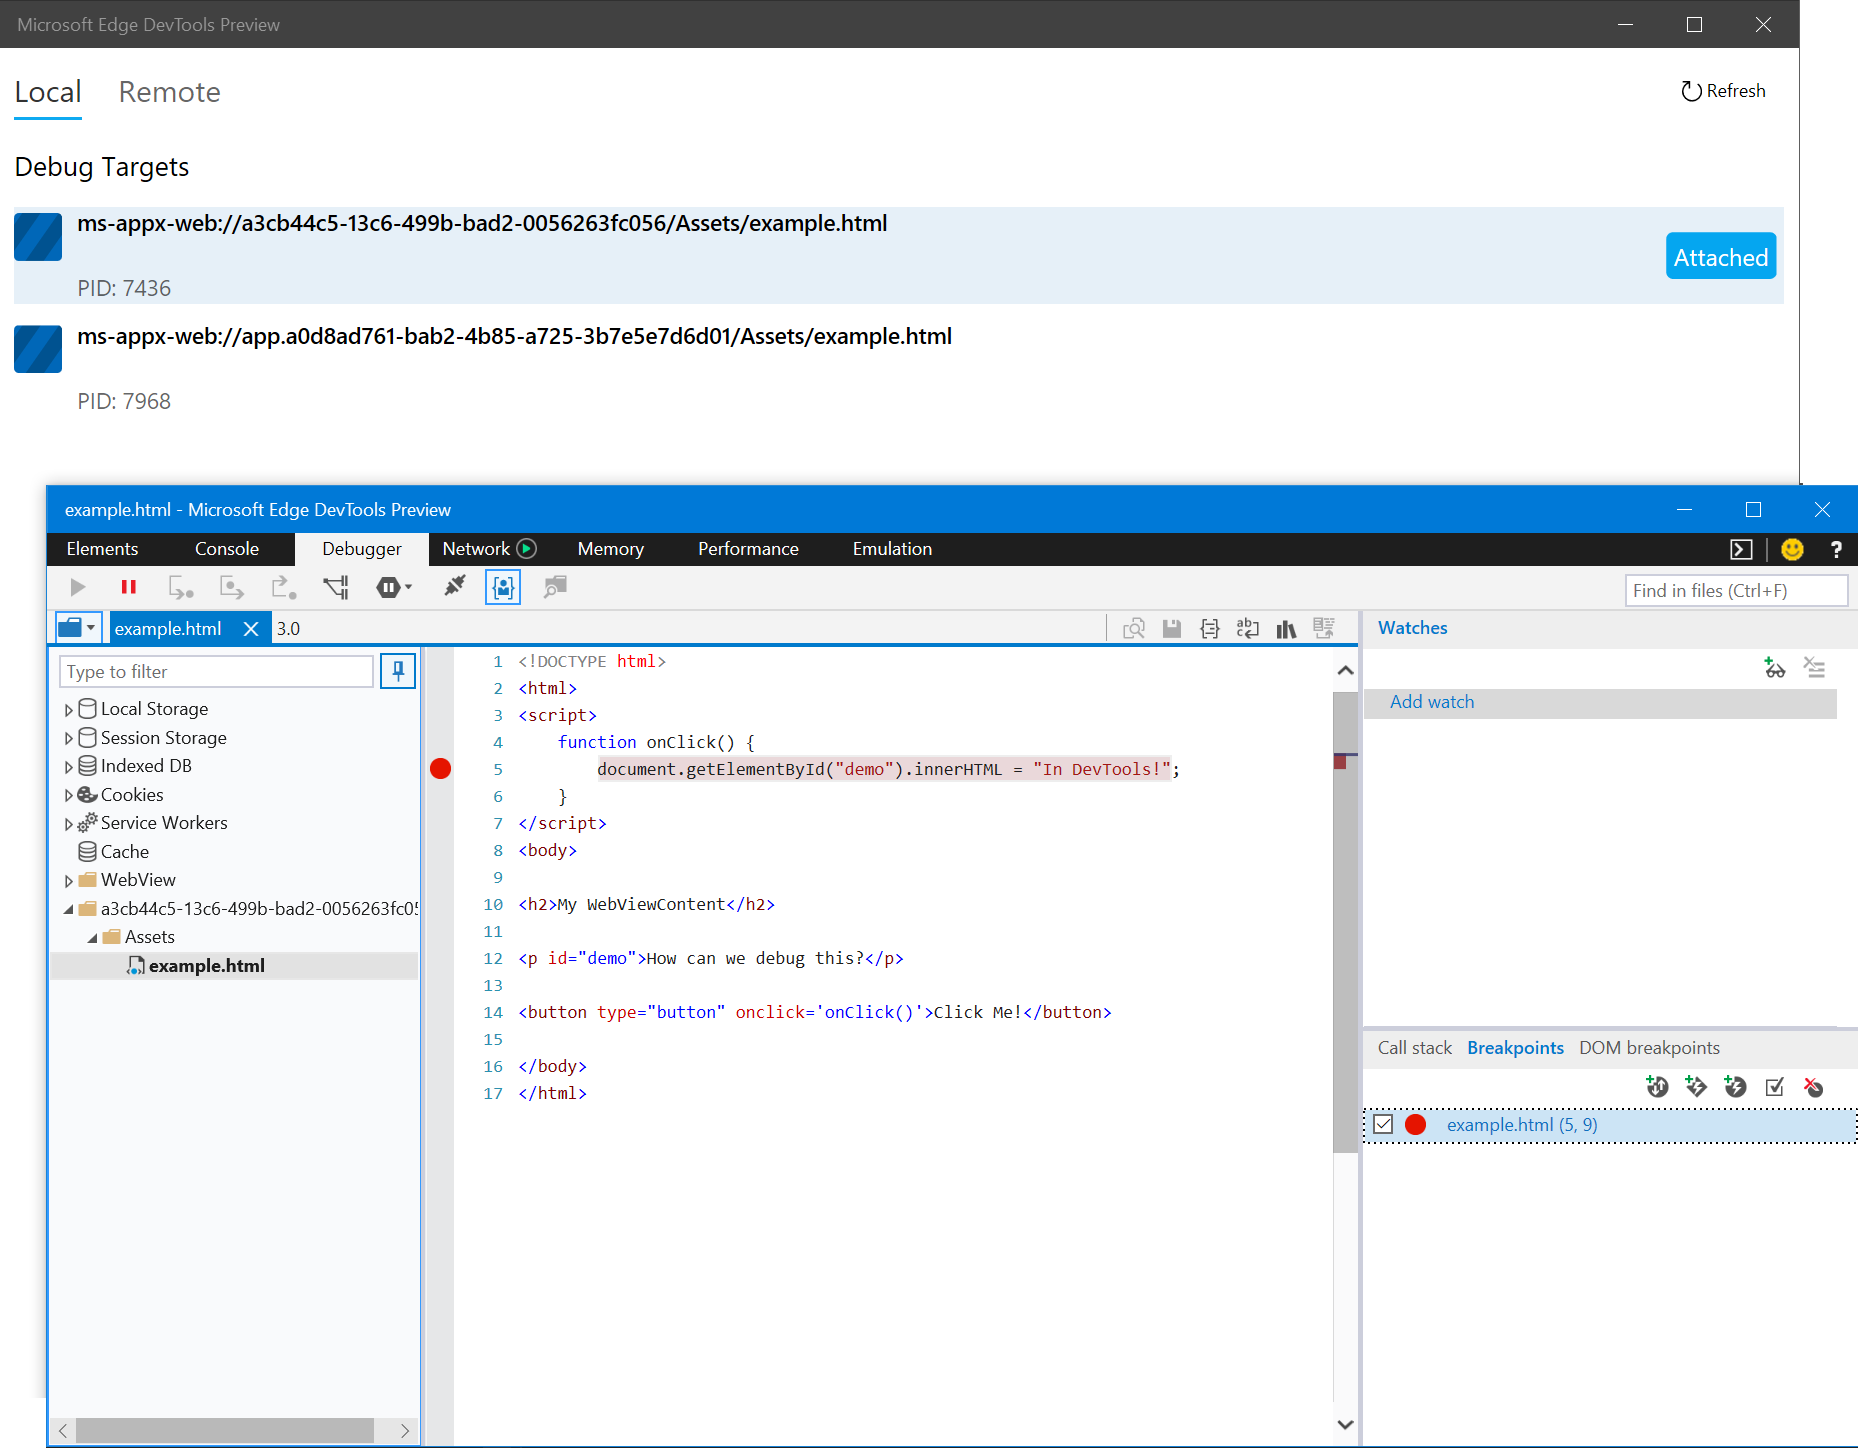 Microsoft Edge DevTools Preview
Local Remote
Refresh
Debug Targets
ms-appx-web://a3cb44c5-13c6-499b-bad2-0056263fc056/Assets/example.html
Attached
PID: 7436
ms-appx-web://app.a0d8ad761-bab2-4b85-a725-3b7e5e7d6d01/Assets/example.html
PID: 7968
example.html - Microsoft Edge DevTools Preview
Elements Console Debugger Network Memory Performance Emulation ?
Find in files (Ctrl+F)
example.html 3.0
Type to filter
Local Storage
Session Storage
Indexed DB
Cookies
Service Workers
Cache
WebView
a3cb44c5-13c6-499b-bad2-0056263fc05
Assets
example.html
1 <!DOCTYPE html>
2 <html>
3 <script>
4 function onClick() {
5 document.getElementById("demo").innerHTML = "In DevTools!";
6 }
7 </script>
8 <body>
9
10 <h2>My WebViewContent</h2>
11
12 <p id="demo">How can we debug this?</p>
13
14 <button type="button" onclick='onClick()'>Click Me!</button>
15
16 </body>
17 </html>
Watches
Add watch
Call stack Breakpoints DOM breakpoints
example.html (5, 9)